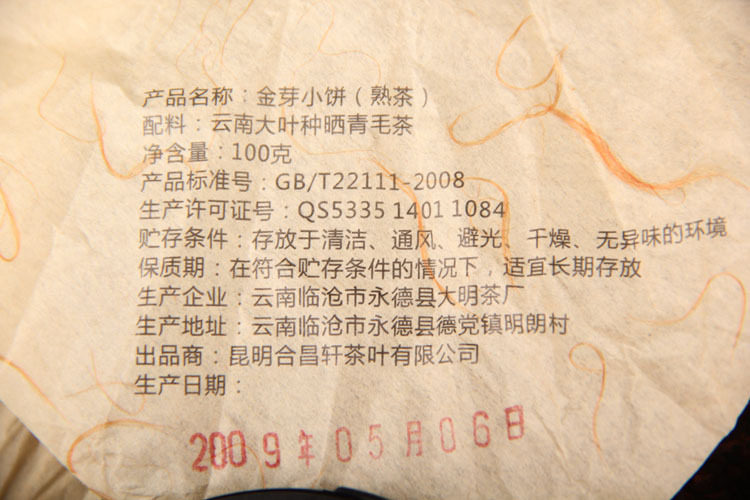 产品名称：金芽小饼（熟茶）
配料：云南大叶种晒青毛茶
净含量：100克
产品标准号：GB/T22111-2008
生产许可证号：QS5335 1401 1084
贮存条件：存放于清洁、通风、避光、干燥、无异味的环境
保质期：在符合贮存条件的情况下，适宜长期存放
生产企业：云南临沧市永德县大明茶厂
生产地址：云南临沧市永德县德党镇明朗村
出品商：昆明合昌轩茶叶有限公司
生产日期：
2009年05月06日